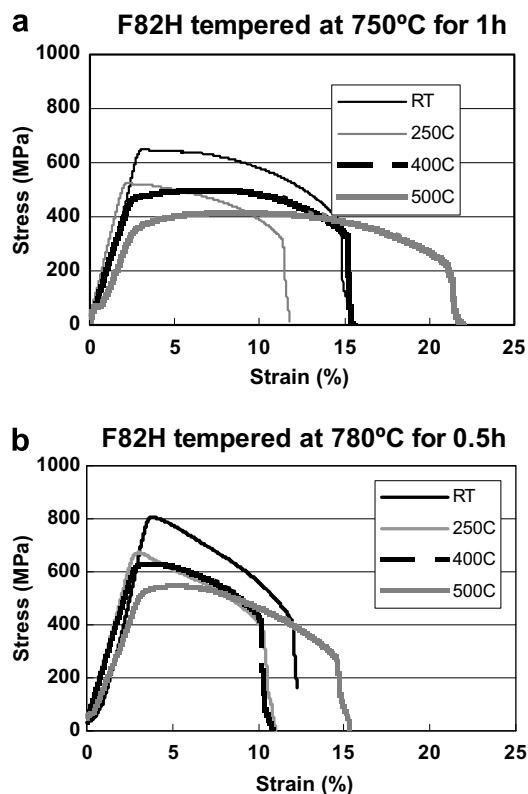 a
F82H tempered at 750ºC for 1h
1000
800
600
400
200
0
Stress (MPa)
RT
250C
400C
500C
0 5 10 15 20 25
Strain (%)
b
F82H tempered at 780ºC for 0.5h
1000
800
600
400
200
0
Stress (MPa)
RT
250C
400C
500C
0 5 10 15 20 25
Strain (%)